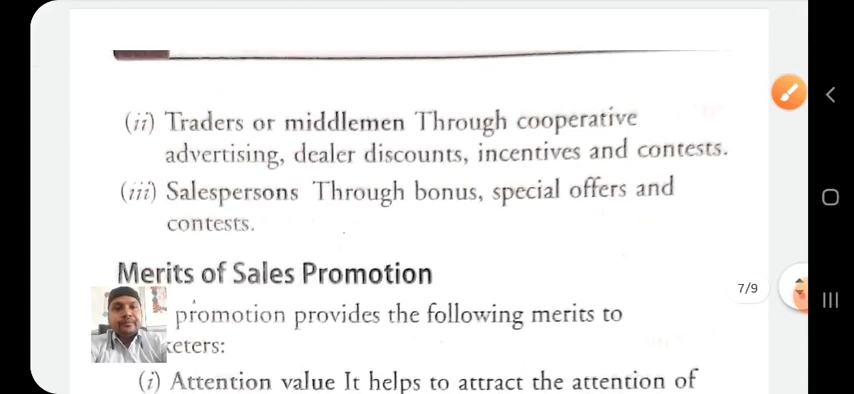 (ii) Traders or middlemen Through cooperative
advertising, dealer discounts, incentives and contests.
(iii) Salespersons Through bonus, special offers and
contests.
Merits of Sales Promotion
promotion provides the following merits to
keters:
7/9
(i) Attention value It helps to attract the attention of